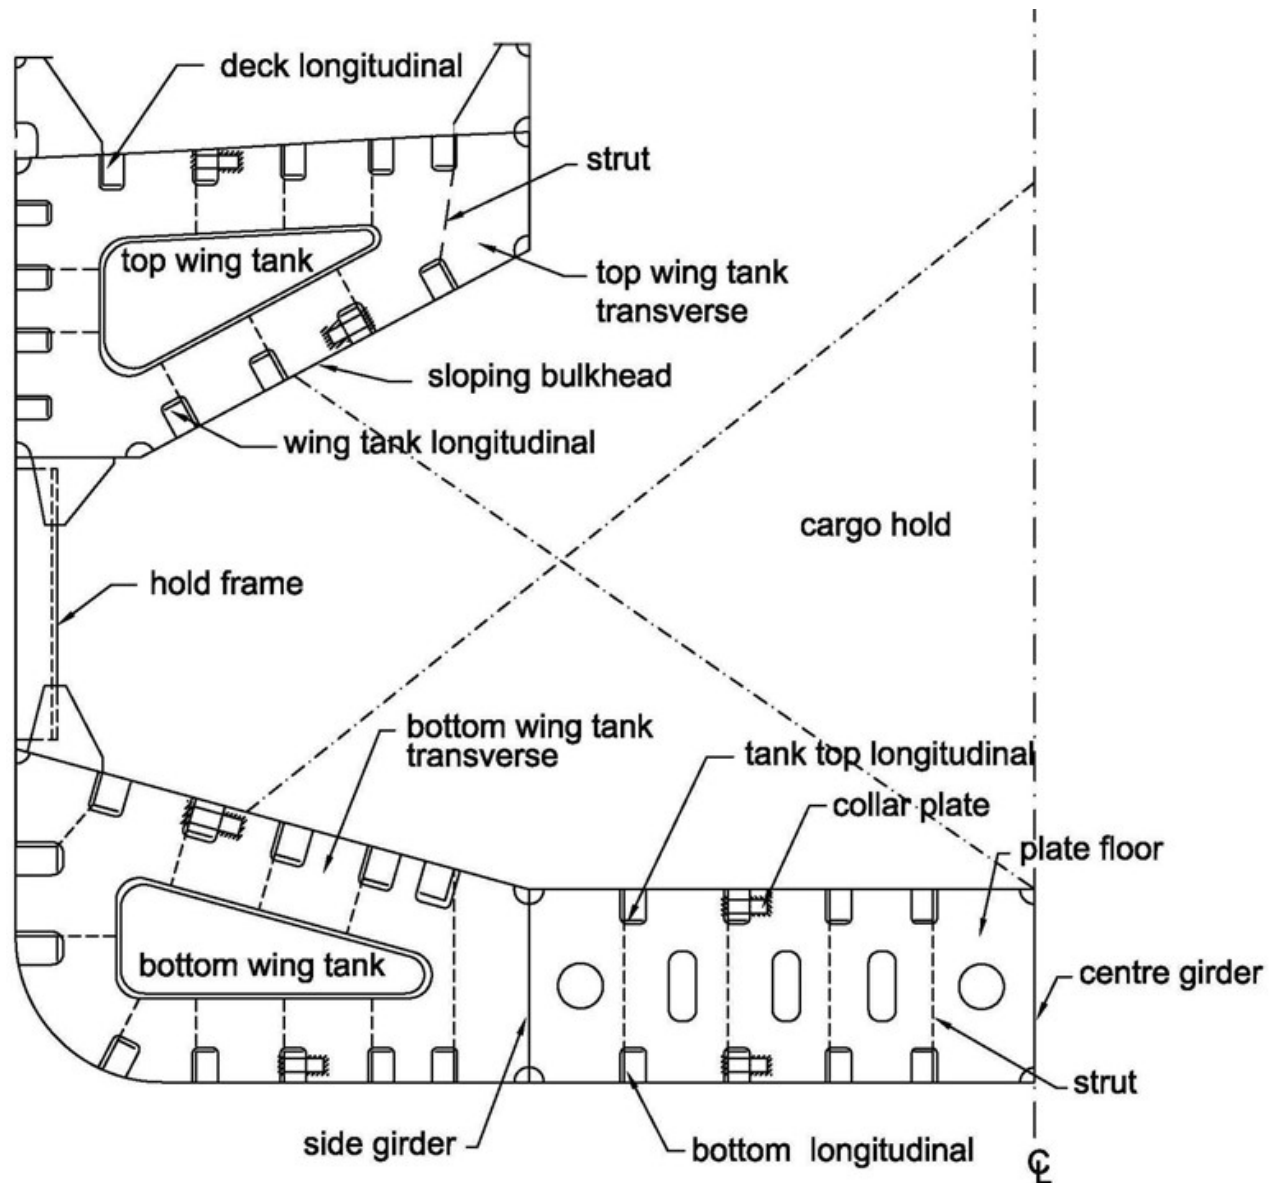 deck longitudinal
strut
top wing tank
top wing tank
transverse
sloping bulkhead
wing tank longitudinal
cargo hold
hold frame
bottom wing tank
transverse
tank top longitudinal
collar plate
plate floor
bottom wing tank
centre girder
strut
side girder
bottom longitudinal
℄